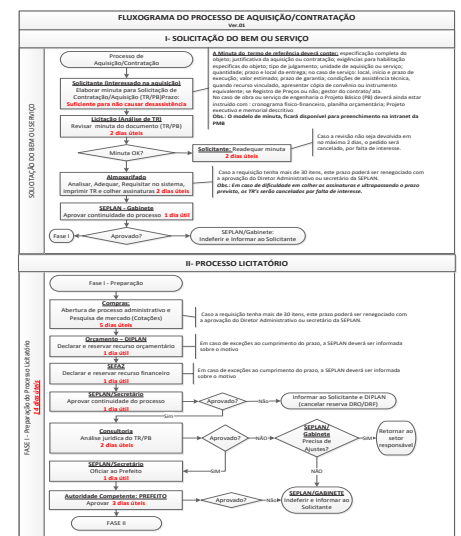 FLUXOGRAMA DO PROCESSO DE AQUISIÇÃO/CONTRATAÇÃO
Ver.01
I- SOLICITAÇÃO DO BEM OU SERVIÇO
SOLICITAÇÃO DO BEM OU SERVIÇO
Processo de
Aquisição/Contratação
Solicitante (interessado na aquisição)
Elaborar minuta para Solicitação de
Contratação/Aquisição (TR/PB)Prazo:
Suficiente para não causar desassistência
Licitação (Análise de TR)
Revisar minuta do documento (TR/PB)
2 dias úteis
A Minuta do termo de referência deverá conter: especificação completa do
objeto; justificativa da aquisição ou contratação; exigências para habilitação
específicas do objeto; tipo de julgamento; unidade de aquisição ou serviço;
quantidade; prazo e local da entrega; no caso de serviço: local, início e prazo de
execução; valor estimado; prazo de garantia; condições de assistência técnica,
quando recurso vinculado, apresentar cópia de convênio ou instrumento
equivalente; se Registro de Preços ou não; gestor do contrato/ ata.
No caso de obra ou serviço de engenharia o Projeto Básico (PB) deverá ainda estar
instruído com : cronograma físico-financeiro, planilha orçamentária; Projeto
executivo e memorial descritivo
Obs.: O modelo de minuta, ficará disponível para preenchimento na intranet da
PMB
Minuta OK?
Solicitante: Readequar minuta
2 dias úteis
Caso a revisão não seja devolvida em
no máximo 2 dias, o pedido será
cancelado, por falta de interesse.
Almoxarifado
Analisar, Adequar, Requisitar no sistema,
imprimir TR e colher assinaturas 2 dias úteis
Caso a requisição tenha mais de 30 itens, este prazo poderá ser renegociado com
a aprovação do Diretor Administrativo ou secretário da SEPLAN.
Obs.: Em caso de dificuldade em colher as assinaturas e ultrapassando o prazo
previsto, as TR's serão canceladas por falta de interesse.
SEPLAN - Gabinete
Aprovar continuidade do processo 1 dia útil
Fase I
Aprovado?
SEPLAN/Gabinete:
Indeferir e Informar ao Solicitante
II- PROCESSO LICITATÓRIO
FASE I - Preparação do Processo Licitatório
14 dias úteis
Fase I - Preparação
Compras:
Abertura de processo administrativo e
Pesquisa de mercado (Cotações)
5 dias úteis
Caso a requisição tenha mais de 30 itens, este prazo poderá ser renegociado com
a aprovação do Diretor Administrativo ou secretário da SEPLAN.
Orçamento – DIPLAN
Declarar e reservar recurso orçamentário
1 dia útil
Em caso de exceções ao cumprimento do prazo, a SEPLAN deverá ser informada
sobre o motivo
SEFAZ
Declarar e reservar recurso financeiro
1 dia útil
Em caso de exceções ao cumprimento do prazo, a SEPLAN deverá ser informada
sobre o motivo
SEPLAN/Secretário
Aprovar continuidade do processo
1 dia útil
Aprovado?
Não
Informar ao Solicitante e DIPLAN
(cancelar reserva DRO/DRF)
Sim
Consultoria
Análise jurídica do TR/PB
2 dias úteis
Aprovado?
NÃO
SEPLAN/
Gabinete
Precisa de
Ajustes?
SIM
Retornar ao
setor
responsável
SEPLAN/Secretário
Oficiar ao Prefeito
1 dia útil
SIM
NÃO
Autoridade Competente: PREFEITO
Aprovar 3 dias úteis
Aprovado?
Não
SEPLAN/GABINETE
Indeferir e informar ao
Solicitante
FASE II